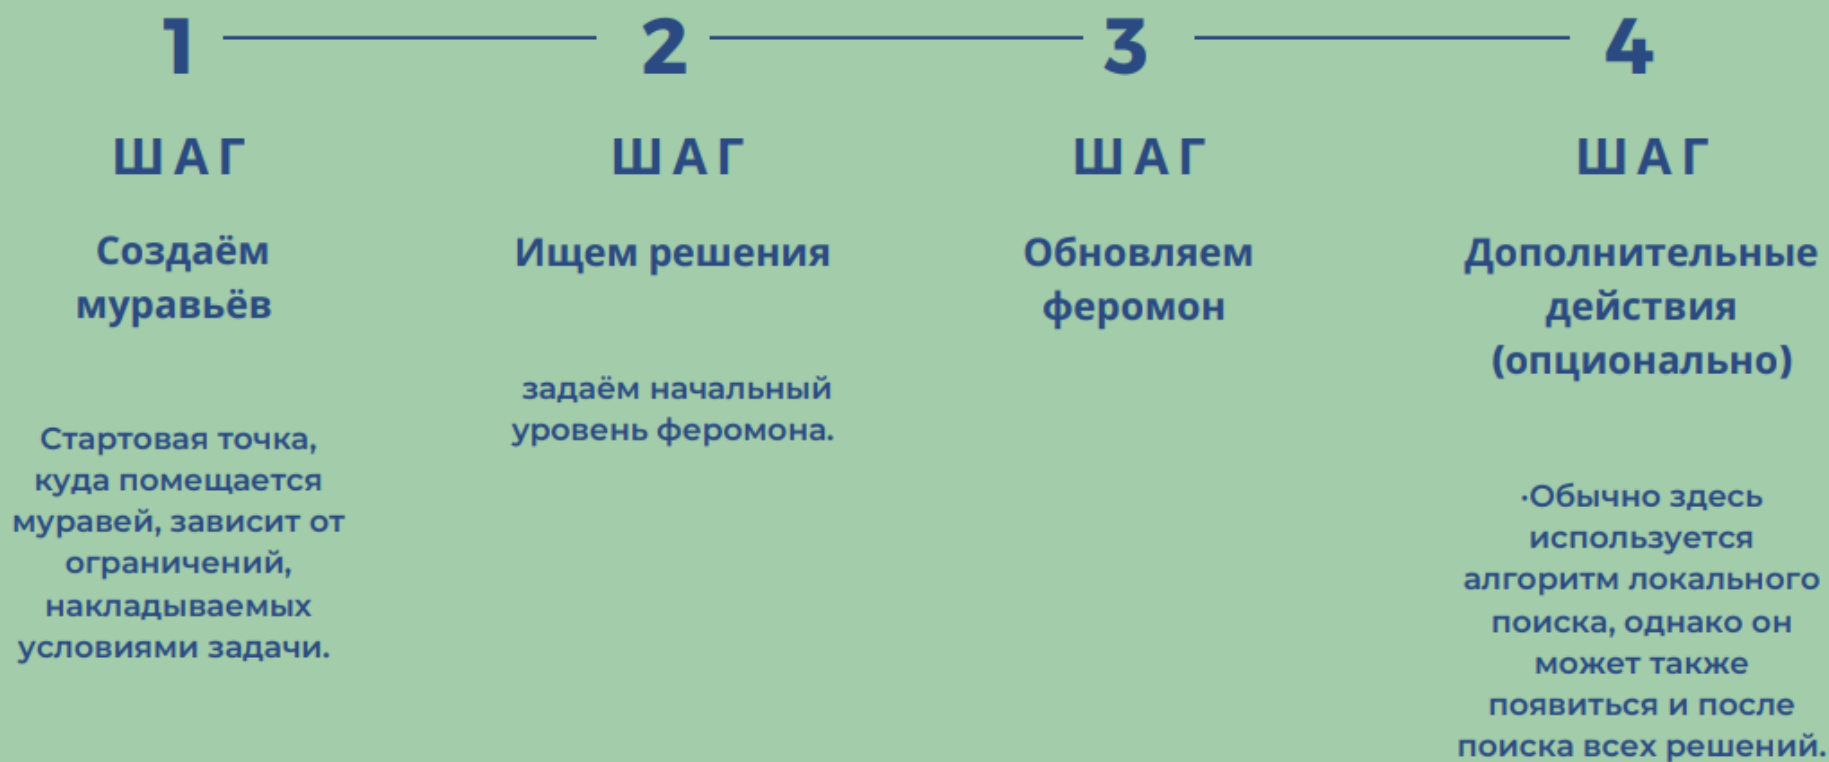 1
ШАГ
Создаём
муравьёв
Стартовая точка,
куда помещается
муравей, зависит от
ограничений,
накладываемых
условиями задачи.
2
ШАГ
Ищем решения
задаём начальный
уровень феромона.
3
ШАГ
Обновляем
феромон
4
ШАГ
Дополнительные
действия
(опционально)
·Обычно здесь
используется
алгоритм локального
поиска, однако он
может также
появиться и после
поиска всех решений.